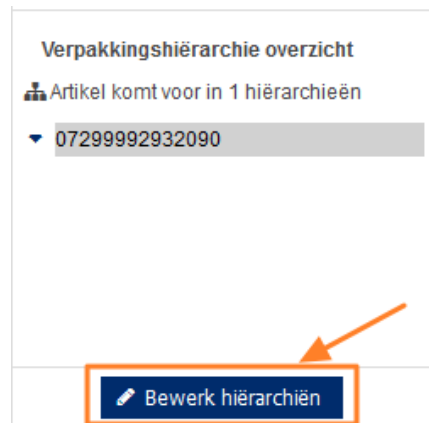 Verpakkingshiërarchie overzicht
Artikel komt voor in 1 hiërarchieën
07299992932090
Bewerk hiërarchiën